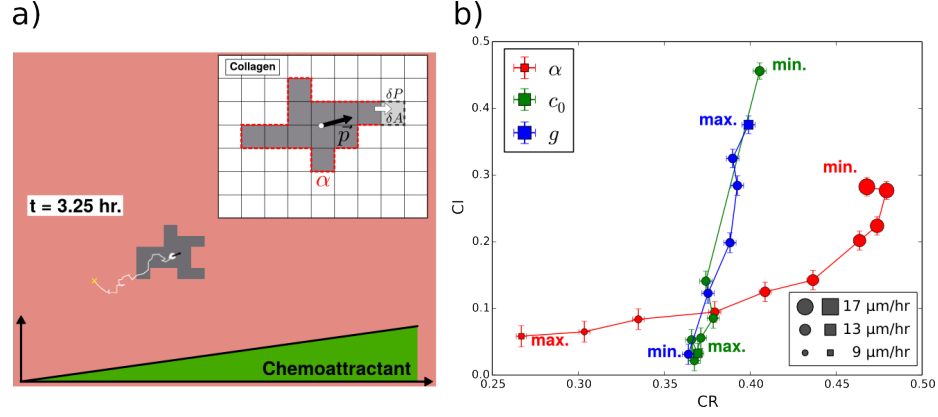 a)
Collagen
δP
δA
p⃗
α
t = 3.25 hr.
Chemoattractant
b)
CI
0.5
0.4
0.3
0.2
0.1
0.0
α
c₀
g
min.
max.
min.
max.
min.
max.
17 μm/hr
13 μm/hr
9 μm/hr
0.25 0.30 0.35 0.40 0.45 0.50
CR